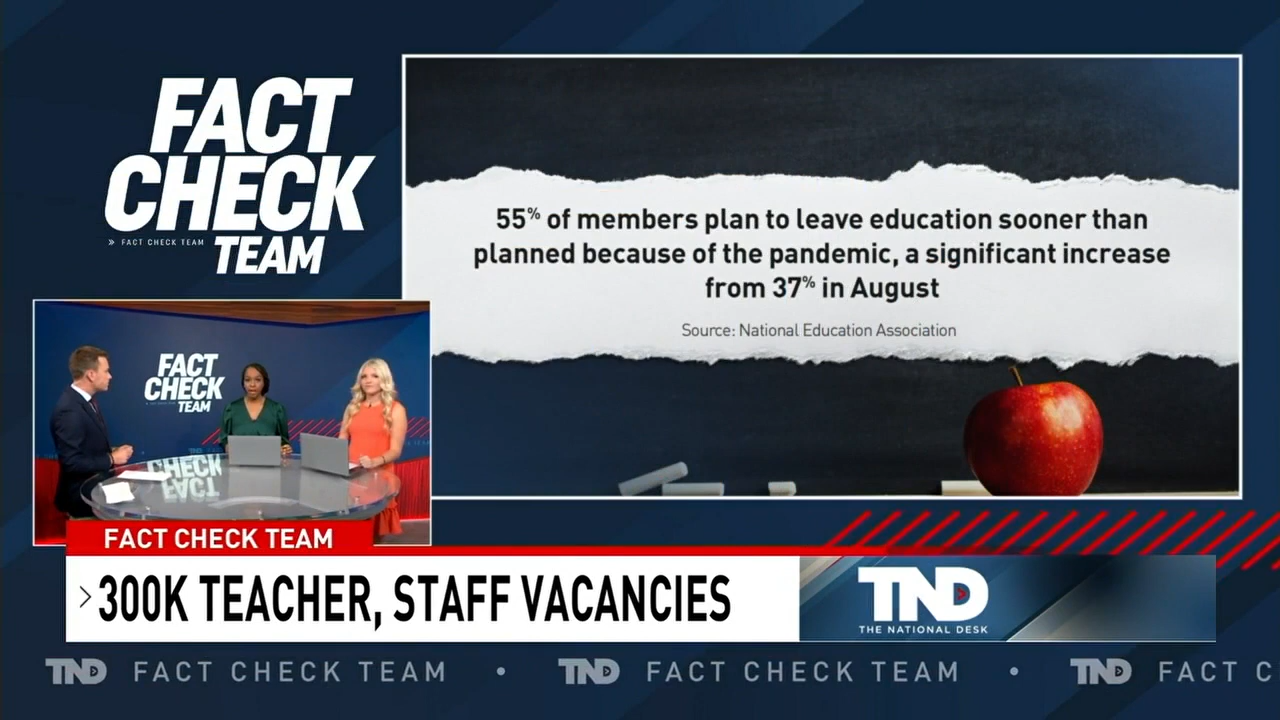 FACT
CHECK
» FACT CHECK TEAM
TEAM
55% of members plan to leave education sooner than
planned because of the pandemic, a significant increase
from 37% in August
Source: National Education Association
FACT
CHECK
TEAM
TND
CHECK
FACT
FACT CHECK TEAM
>300K TEACHER, STAFF VACANCIES
TND
THE NATIONAL DESK
TND FACT CHECK TEAM • TND FACT CHECK TEAM • TND FACT C